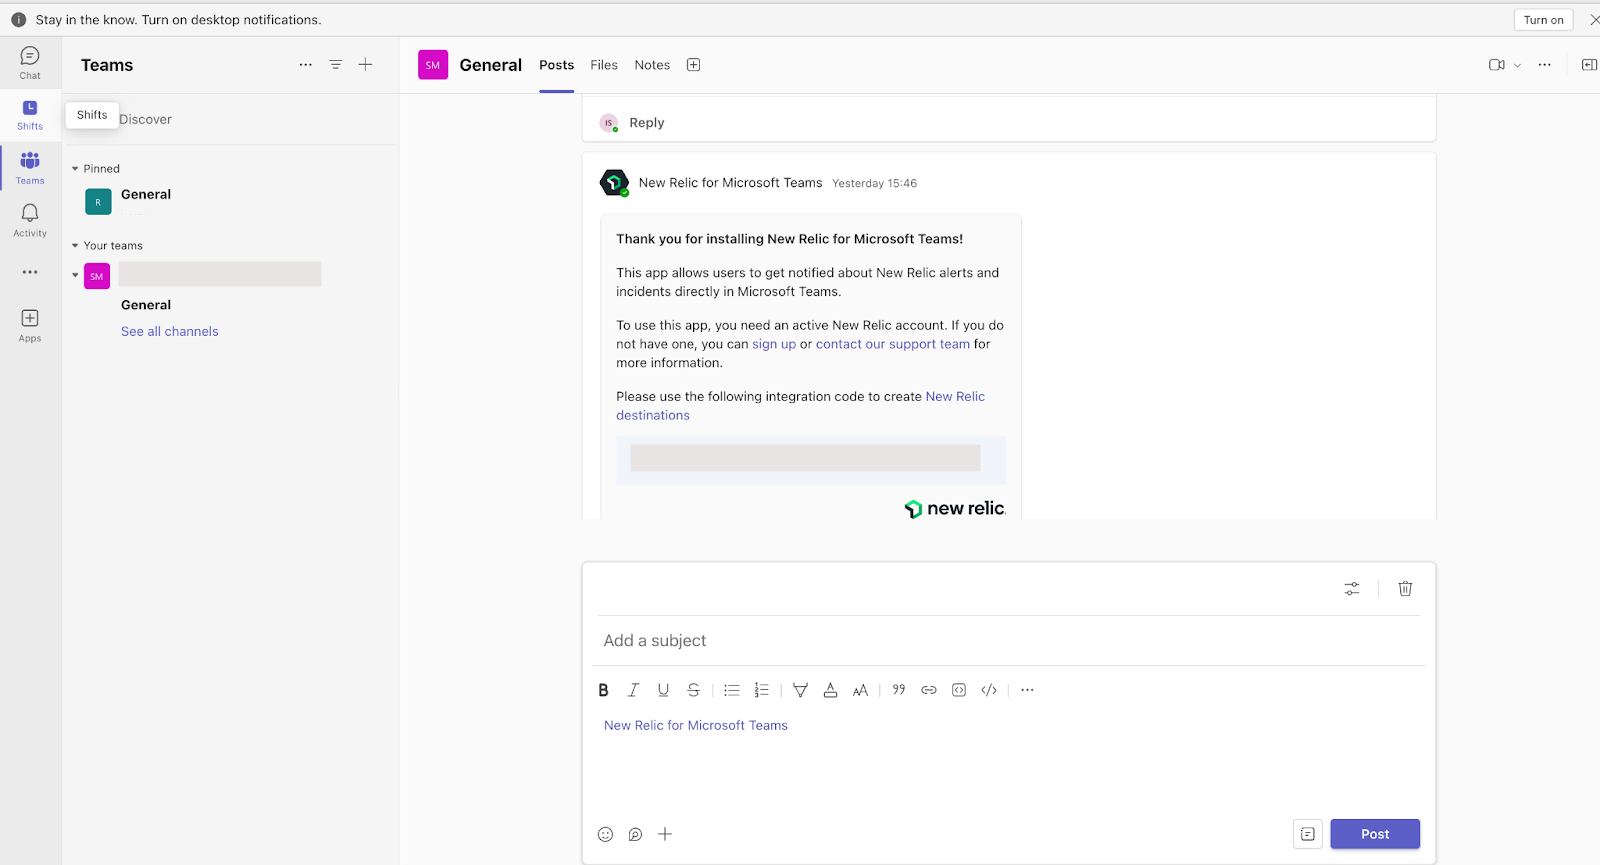 Stay in the know. Turn on desktop notifications.
Turn on
Chat
Shifts
Teams
Activity
Apps
Teams
Shifts
Discover
Pinned
R
General
Your teams
SM
General
See all channels
SM
General
Posts
Files
Notes
IS
Reply
New Relic for Microsoft Teams Yesterday 15:46
Thank you for installing New Relic for Microsoft Teams!
This app allows users to get notified about New Relic alerts and
incidents directly in Microsoft Teams.
To use this app, you need an active New Relic account. If you do
not have one, you can sign up or contact our support team for
more information.
Please use the following integration code to create New Relic
destinations
new relic.
Add a subject
New Relic for Microsoft Teams
Post